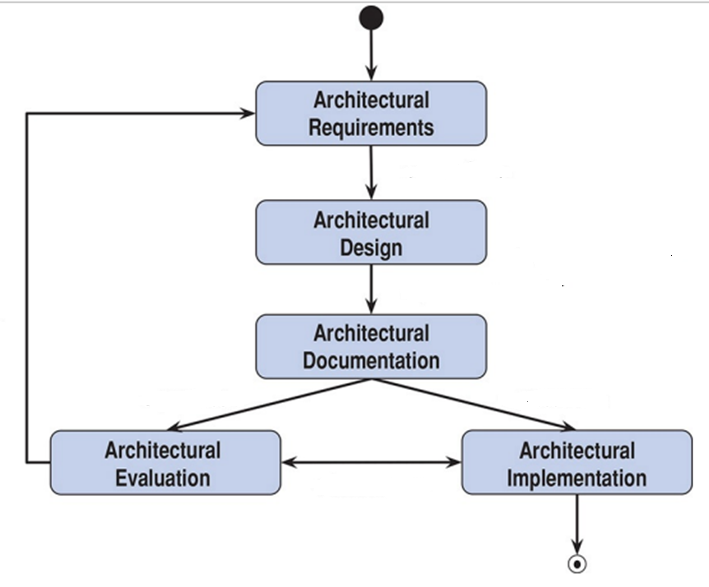 Architectural
Requirements
Architectural
Design
Architectural
Documentation
Architectural
Evaluation
Architectural
Implementation